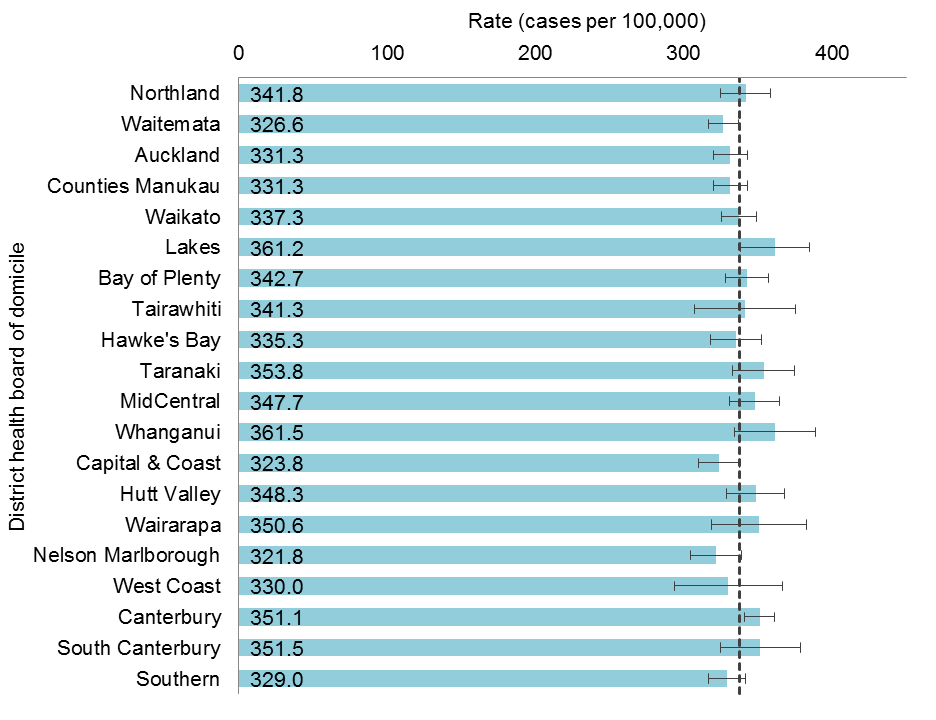 Rate (cases per 100,000)
0 100 200 300 400
District health board of domicile
Northland 341.8
Waitemata 326.6
Auckland 331.3
Counties Manukau 331.3
Waikato 337.3
Lakes 361.2
Bay of Plenty 342.7
Tairawhiti 341.3
Hawke's Bay 335.3
Taranaki 353.8
MidCentral 347.7
Whanganui 361.5
Capital & Coast 323.8
Hutt Valley 348.3
Wairarapa 350.6
Nelson Marlborough 321.8
West Coast 330.0
Canterbury 351.1
South Canterbury 351.5
Southern 329.0